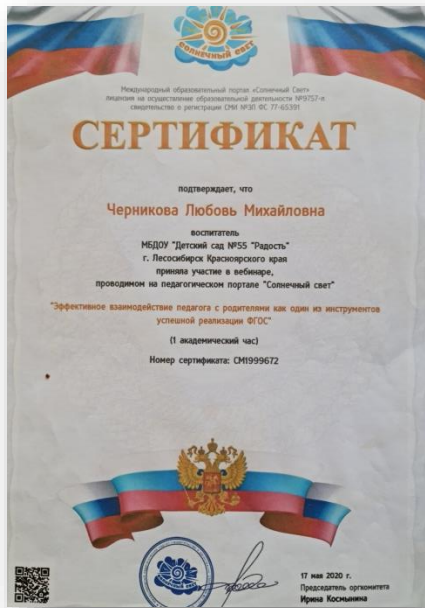 СОЛНЕЧНЫЙ СВЕТ
Международный образовательный портал «Солнечный Свет»
лицензия на осуществление образовательной деятельности №9757-л
свидетельство о регистрации СМИ №ЭЛ ФС 77-65391
СЕРТИФИКАТ
подтверждает, что
Черникова Любовь Михайловна
воспитатель
МБДОУ "Детский сад №55 "Радость"
г. Лесосибирск Красноярского края
приняла участие в вебинаре,
проводимом на педагогическом портале "Солнечный свет"
"Эффективное взаимодействие педагога с родителями как один из инструментов
успешной реализации ФГОС"
(1 академический час)
Номер сертификата: СМ1999672
17 мая 2020 г.
Председатель оргкомитета
Ирина Космынина